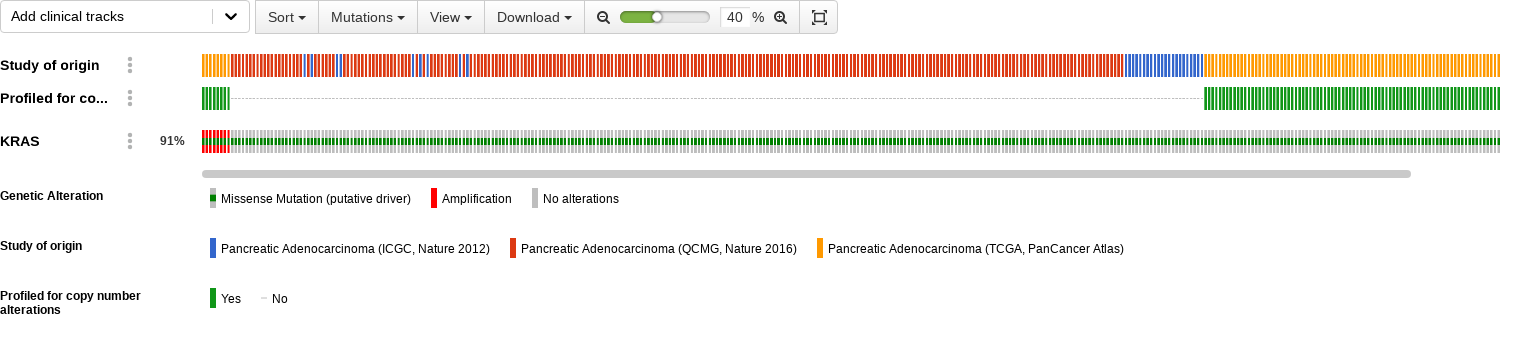 Add clinical tracks
Sort Mutations View Download 40 %
Study of origin
Profiled for co...
KRAS 91%
Genetic Alteration Missense Mutation (putative driver) Amplification No alterations
Study of origin Pancreatic Adenocarcinoma (ICGC, Nature 2012) Pancreatic Adenocarcinoma (QCMG, Nature 2016) Pancreatic Adenocarcinoma (TCGA, PanCancer Atlas)
Profiled for copy number
alterations
Yes No